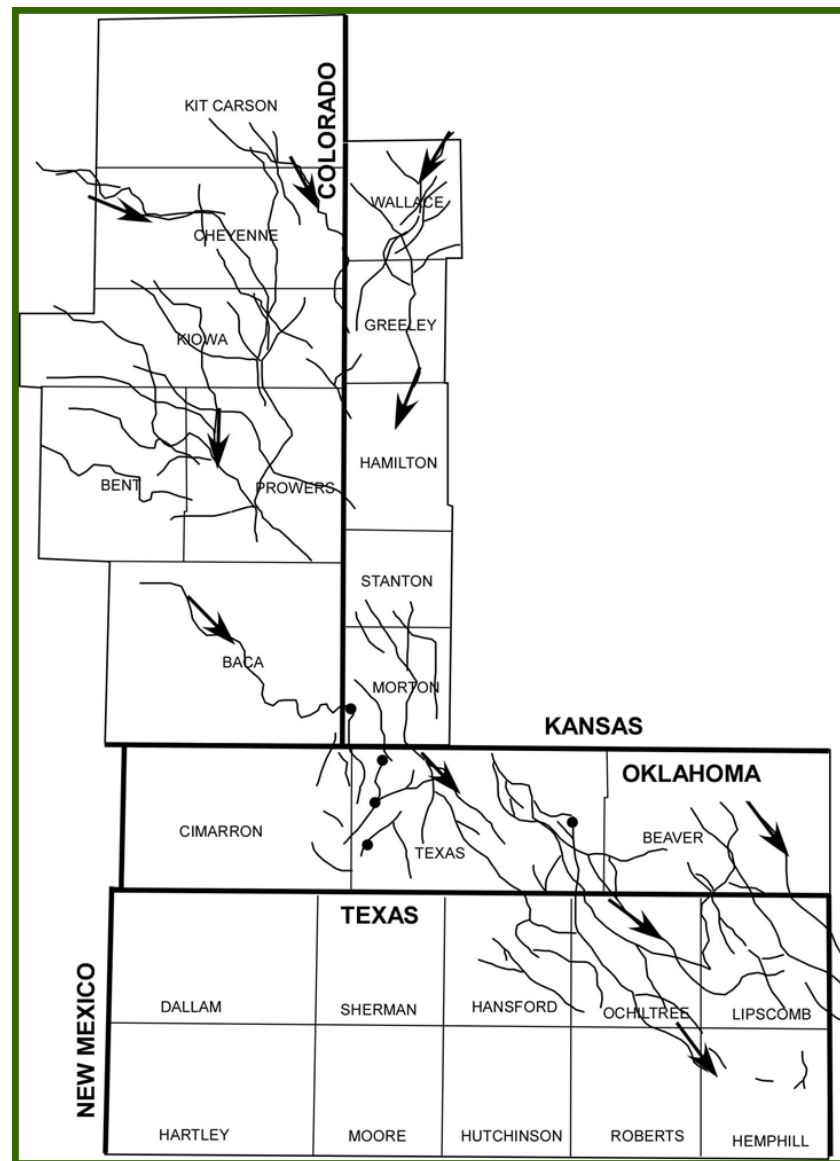 KIT CARSON
COLORADO
WALLACE
CHEYENNE
GREELEY
KIOWA
HAMILTON
BENT
PROWERS
STANTON
BACA
MORTON
KANSAS
OKLAHOMA
CIMARRON
TEXAS
BEAVER
TEXAS
NEW MEXICO
DALLAM
SHERMAN
HANSFORD
OCHILTREE
LIPSCOMB
HARTLEY
MOORE
HUTCHINSON
ROBERTS
HEMPHILL